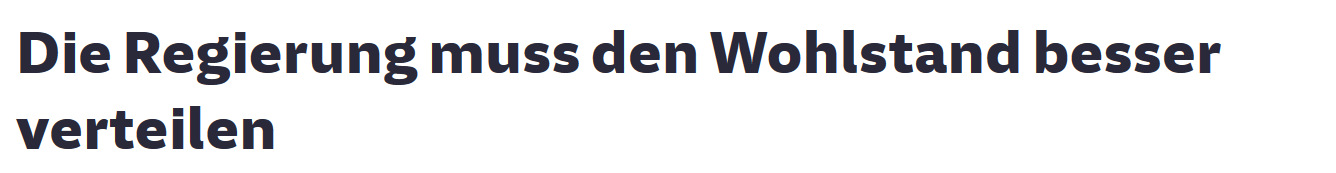 Die Regierung muss den Wohlstand besser
verteilen